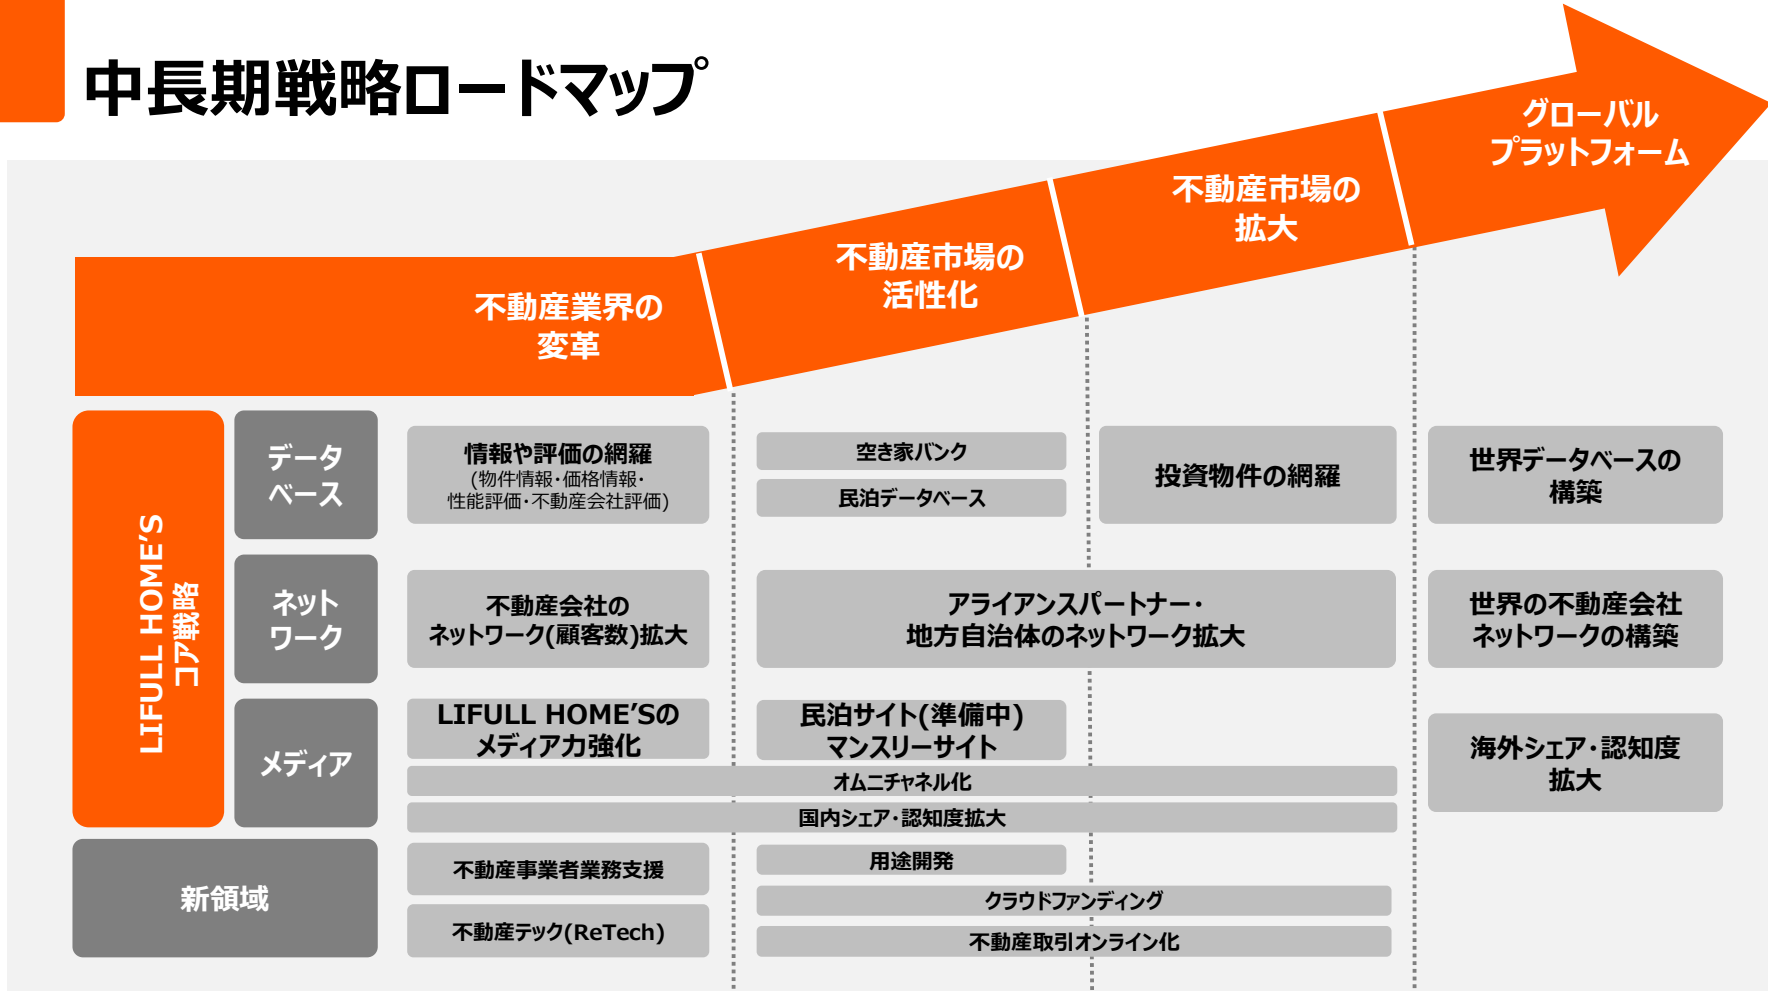 中長期戦略ロードマップ
グローバル
プラットフォーム
不動産市場の
拡大
不動産市場の
活性化
不動産業界の
変革
LIFULL HOME’S
コア戦略
データ
ベース
情報や評価の網羅
(物件情報・価格情報・
性能評価・不動産会社評価)
空き家バンク
民泊データベース
投資物件の網羅
世界データベースの
構築
ネット
ワーク
不動産会社の
ネットワーク(顧客数)拡大
アライアンスパートナー・
地方自治体のネットワーク拡大
世界の不動産会社
ネットワークの構築
メディア
LIFULL HOME’Sの
メディア力強化
民泊サイト(準備中)
マンスリーサイト
オムニチャネル化
国内シェア・認知度拡大
海外シェア・認知度
拡大
新領域
不動産事業者業務支援
不動産テック(ReTech)
用途開発
クラウドファンディング
不動産取引オンライン化